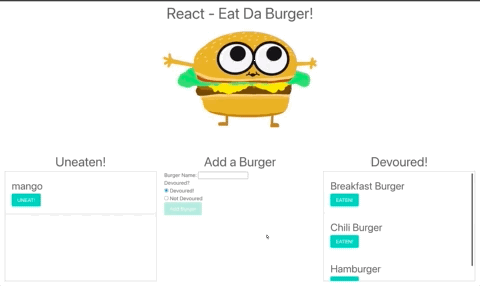 React - Eat Da Burger!
Uneaten!
mango
UNEAT!
Add a Burger
Burger Name:
Devoured?
Devoured!
Not Devoured
Add Burger
Devoured!
Breakfast Burger
EATEN!
Chili Burger
EATEN!
Hamburger